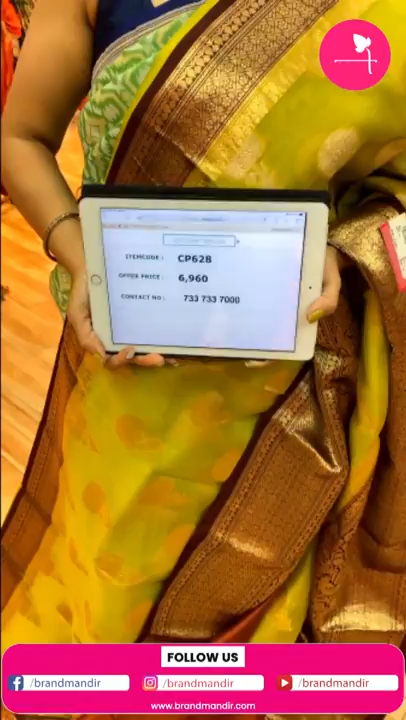 ITEMCODE : CP628
OFFER PRICE : 6,960
CONTACT NO : 733 733 7000
FOLLOW US
/brandmandir /brandmandir /brandmandir
www.brandmandir.com